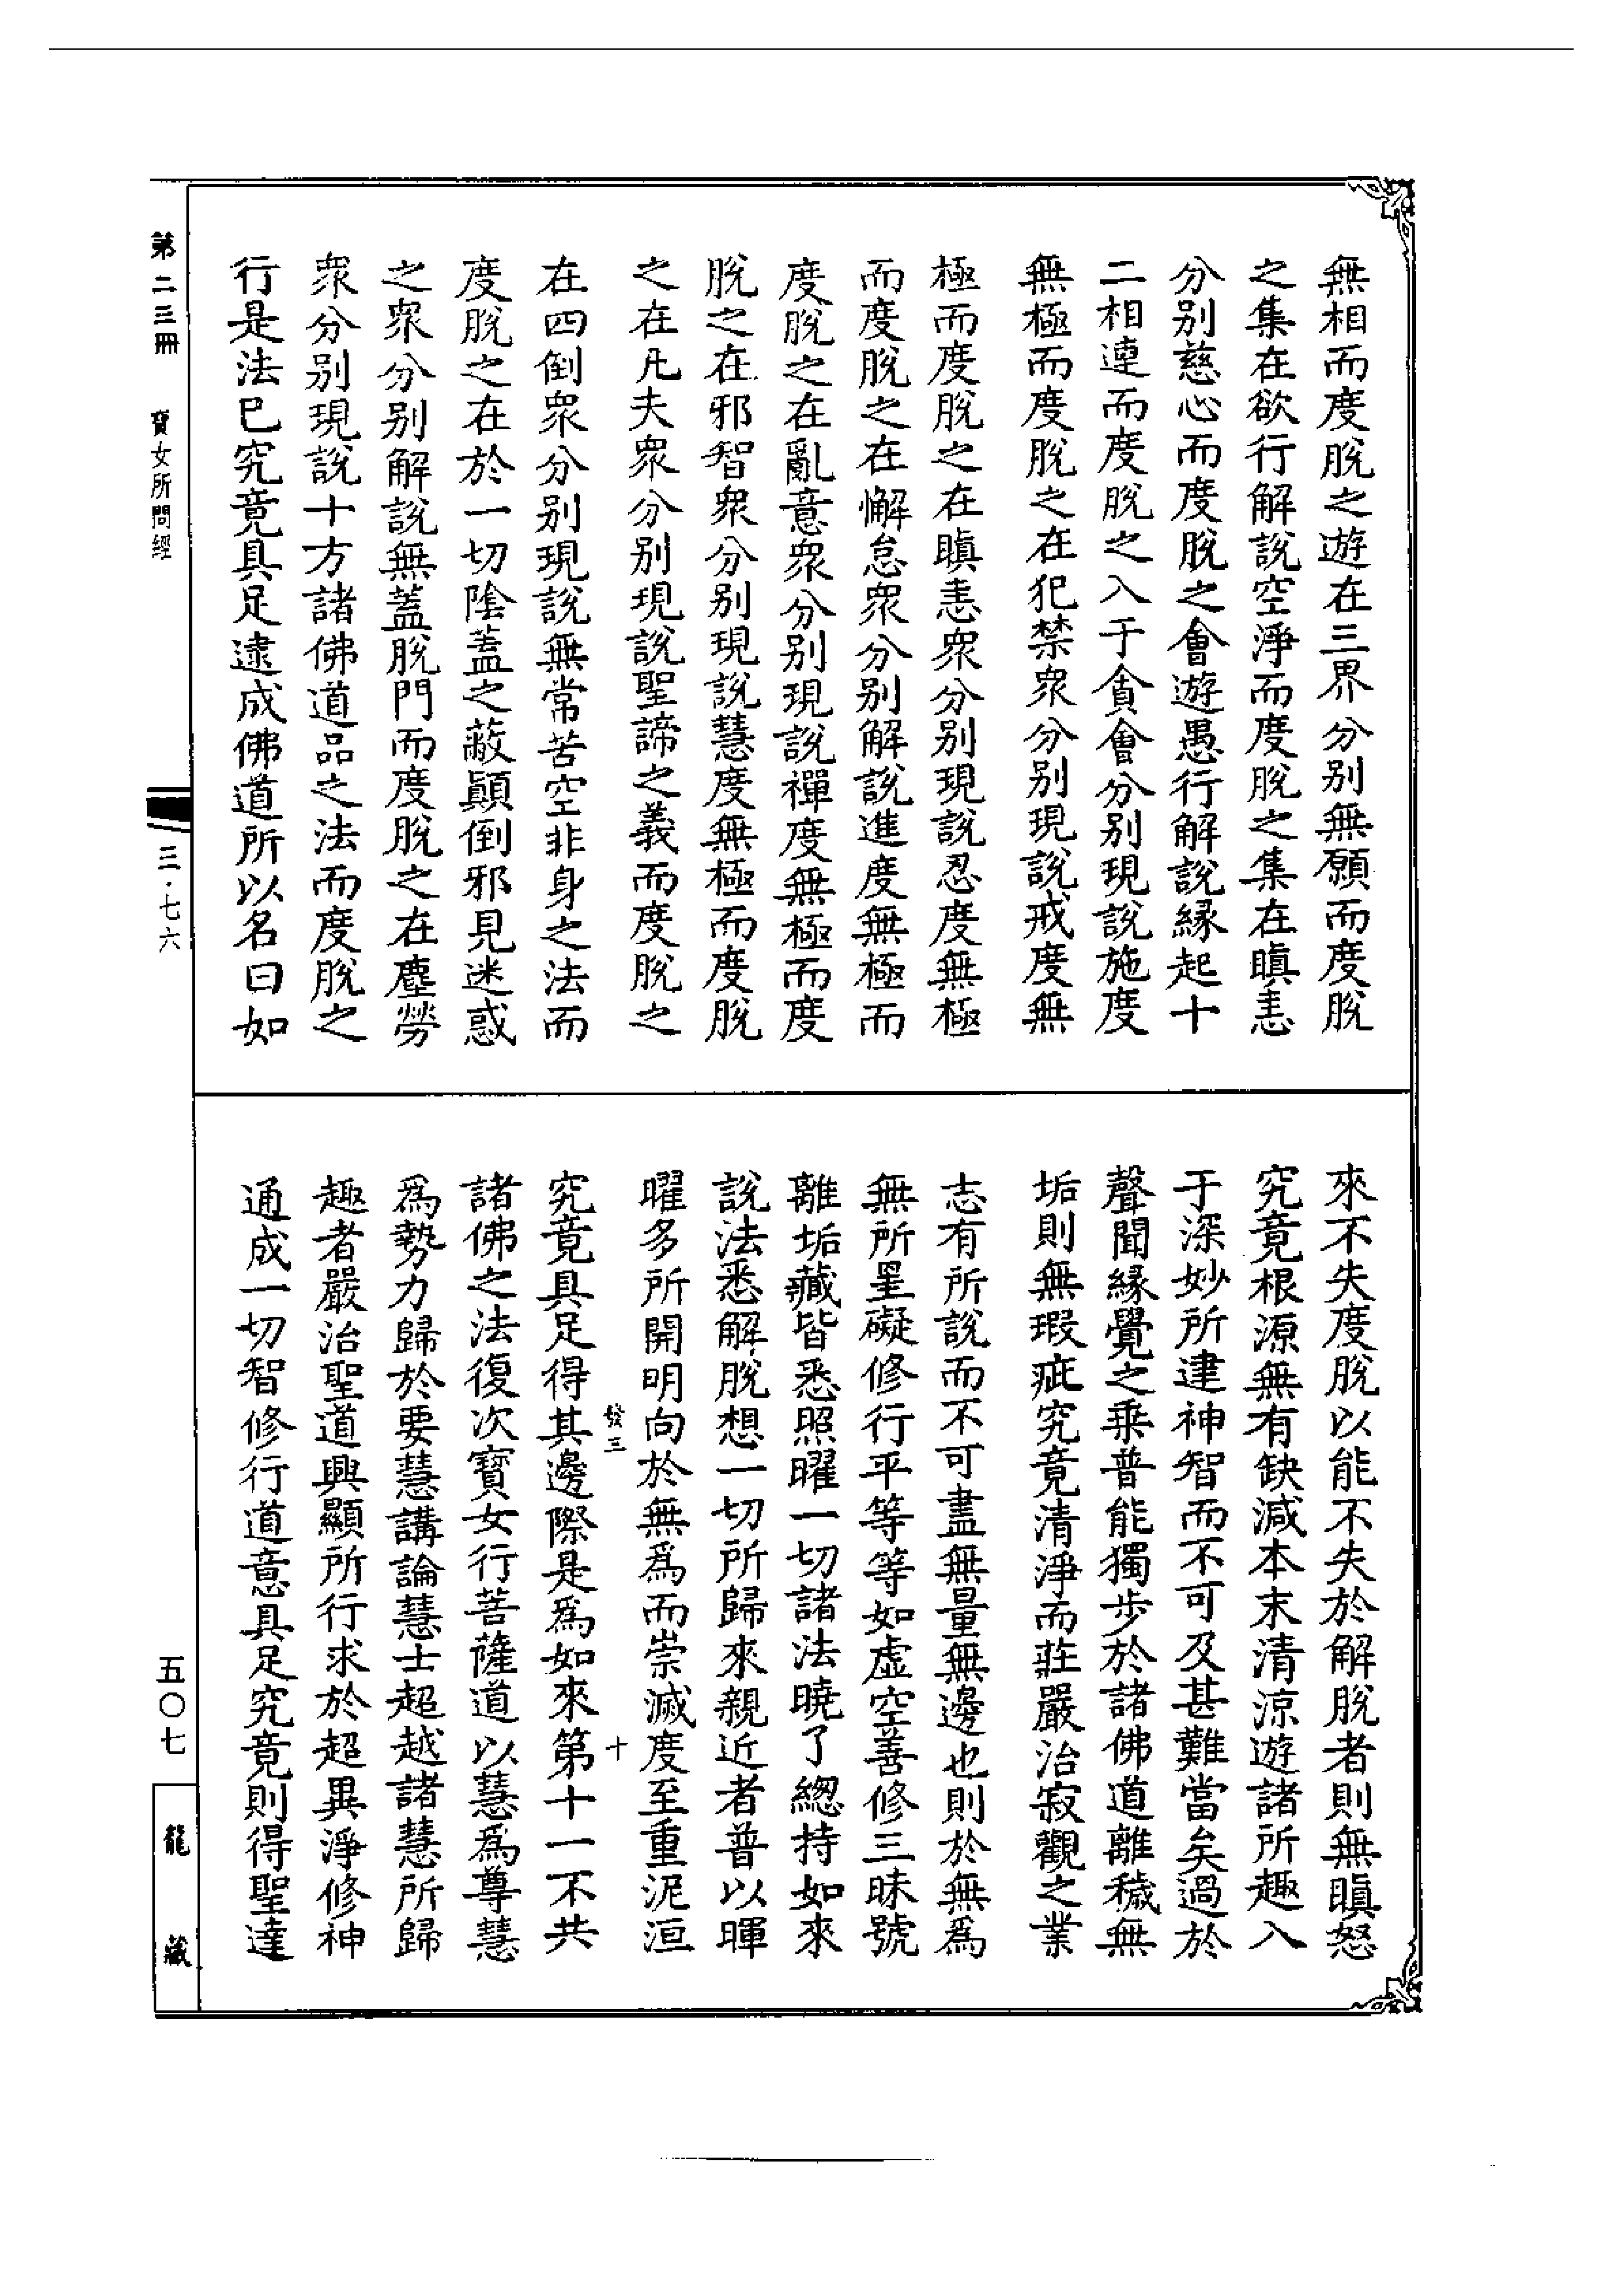 無相而度脫之遊在三界分別無願而度脫
之集在欲行解說空淨而度脫之集在瞋恚
分別慈心而度脫之會遊愚行解說緣起十
二相連而度脫之入于貪會分別現說施度
無極而度脫之在犯禁衆分別現說戒度無
極而度脫之在瞋恚衆分別現說忍度無極
而度脫之在懈怠衆分別解說進度無極而
度脫之在亂意衆分別現說禪度無極而度
脫之在邪智衆分別現說慧度無極而度脫
之在凡夫衆分別現說聖諦之義而度脫之
在四倒衆分別現說無常苦空非身之法而
度脫之在於一切陰蓋之蔽顚倒邪見迷惑
之衆分別解說無蓋脫門而度脫之在塵勞
衆分別現說十方諸佛道品之法而度脫之
行是法已究竟具足逮成佛道所以名曰如
來不失度脫以能不失於解脫者則無瞋怒
究竟根源無有缺減本末清涼遊諸所趣入
于深妙所建神智而不可及甚難當矣過於
聲聞緣覺之乘普能獨步於諸佛道離穢無
垢則無瑕疵究竟清淨而莊嚴治寂觀之業
志有所說而不可盡無量無邊也則於無爲
無所罣礙修行平等等如虛空善修三昧號
離垢藏皆悉照曜一切諸法曉了總持如來
說法悉解脫想一切所歸來親近者普以暉
曜多所開明向於無爲而崇滅度至重泥洹
發三 十
究竟具足得其邊際是爲如來第十一不共
諸佛之法復次寶女行菩薩道以慧爲尊慧
爲勢力歸於要慧講論慧士超越諸慧所歸
趣者嚴治聖道興顯所行求於超異淨修神
通成一切智修行道意具足究竟則得聖達
第二三冊 寶女所問經
三·七六
五〇七
龍藏